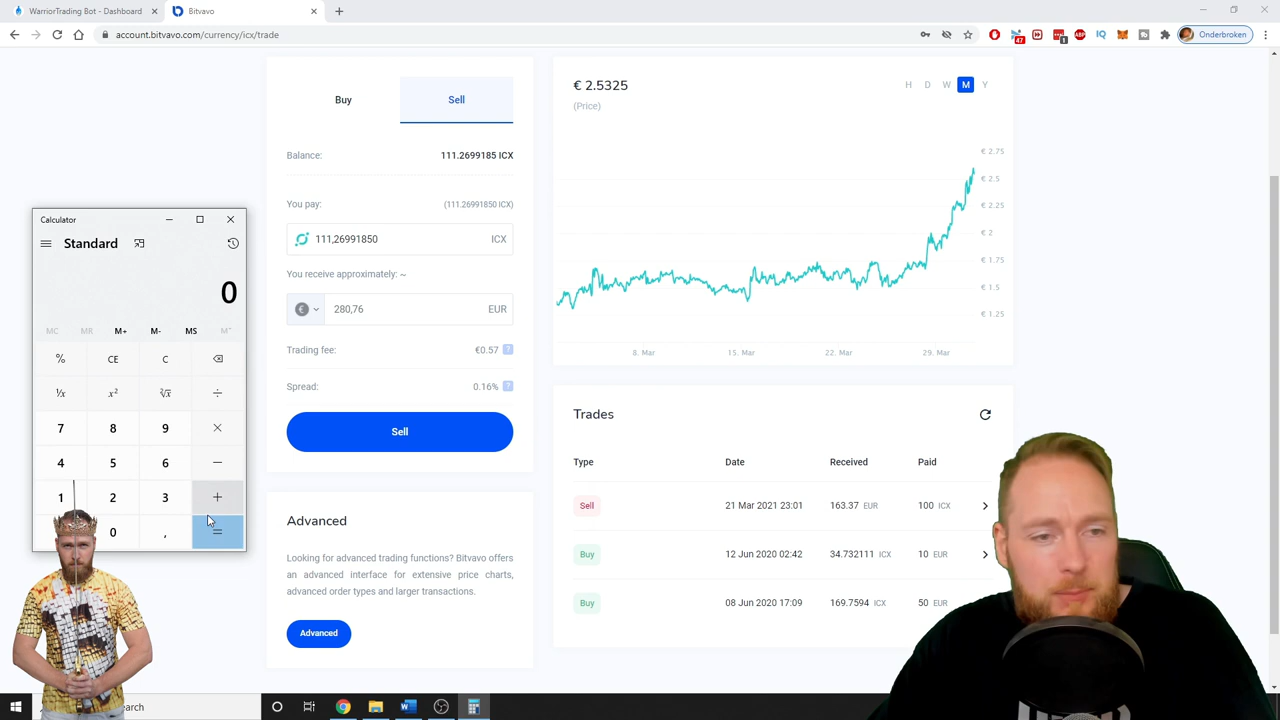 WarriorTrading Bot - Dashboard
Bitvavo
account.bitvavo.com/currency/icx/trade
47
1
ABP
IQ
Onderbroken
Buy
Sell
Balance:
111.2699185 ICX
You pay:
(111.26991850 ICX)
111,26991850
ICX
You receive approximately: ~
€
280,76
EUR
Trading fee:
€0.57 ?
Spread:
0.16% ?
Sell
Advanced
Looking for advanced trading functions? Bitvavo offers
an advanced interface for extensive price charts,
advanced order types and larger transactions.
Advanced
€ 2.5325
(Price)
H D W M Y
€ 2.75
€ 2.5
€ 2.25
€ 2
€ 1.75
€ 1.5
€ 1.25
8. Mar 15. Mar 22. Mar 29. Mar
Trades
Type Date Received Paid
Sell 21 Mar 2021 23:01 163.37 EUR 100 ICX
Buy 12 Jun 2020 02:42 34.732111 ICX 10 EUR
Buy 08 Jun 2020 17:09 169.7594 ICX 50 EUR
Calculator
Standard
0
MC MR M+ M- MS M˅
% CE C
¹/x x² ²√x ÷
7 8 9 ×
4 5 6 −
1 2 3 +
0 , =
earch